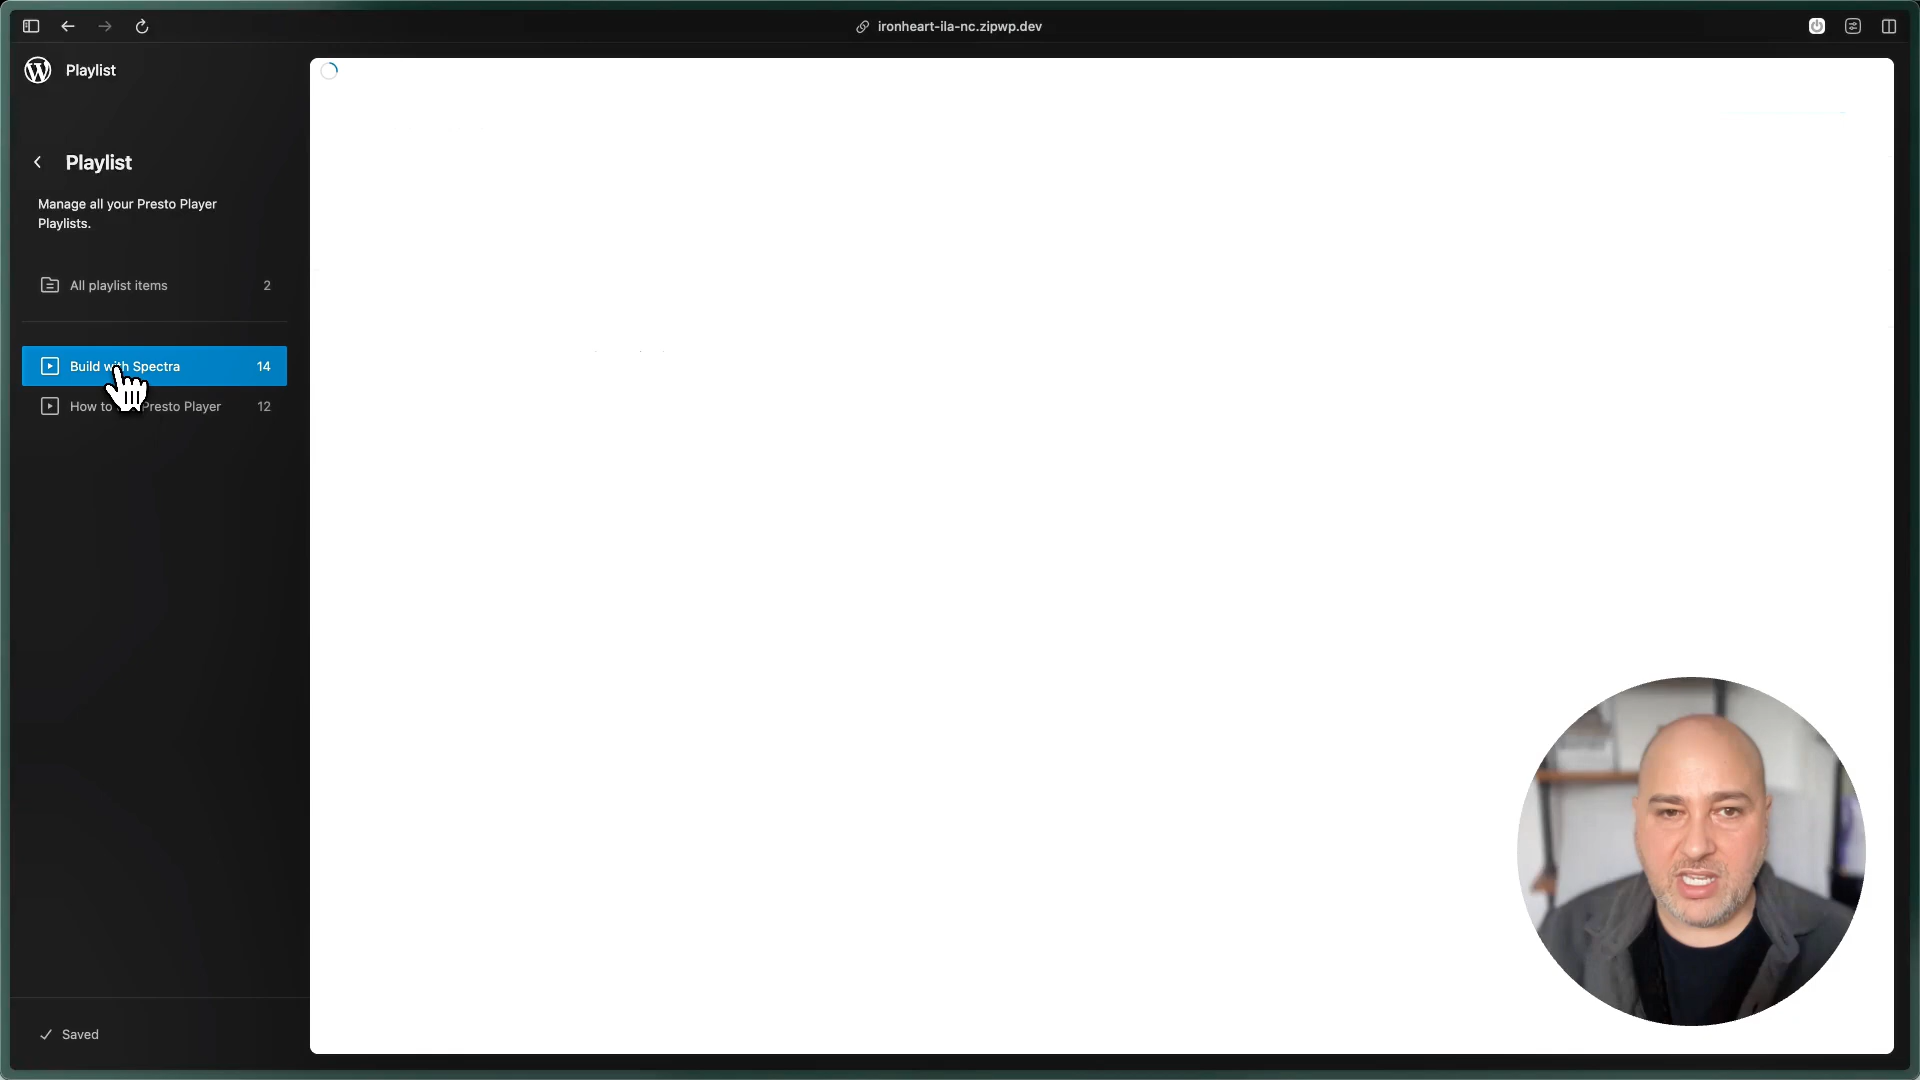 ironheart-ila-nc.zipwp.dev
Playlist
Playlist
Manage all your Presto Player
Playlists.
All playlist items 2
Build with Spectra 14
How to Presto Player 12
Saved